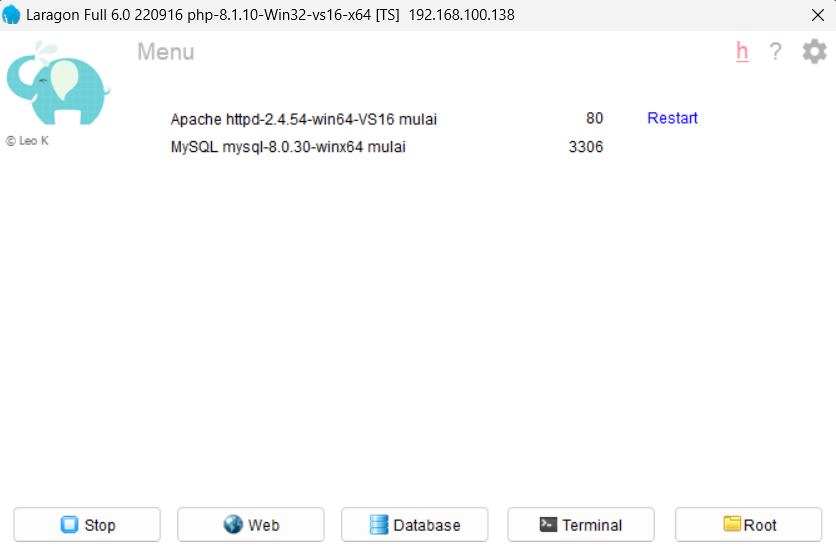 Laragon Full 6.0 220916 php-8.1.10-Win32-vs16-x64 [TS] 192.168.100.138
Menu h ?
© Leo K
Apache httpd-2.4.54-win64-VS16 mulai 80 Restart
MySQL mysql-8.0.30-winx64 mulai 3306
Stop Web Database Terminal Root